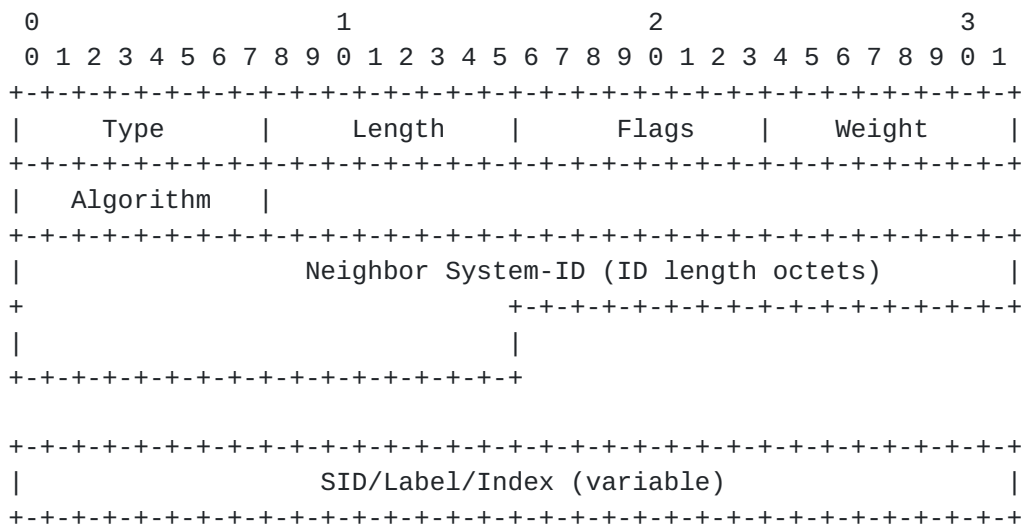 0                   1                   2                   3
 0 1 2 3 4 5 6 7 8 9 0 1 2 3 4 5 6 7 8 9 0 1 2 3 4 5 6 7 8 9 0 1
+-+-+-+-+-+-+-+-+-+-+-+-+-+-+-+-+-+-+-+-+-+-+-+-+-+-+-+-+-+-+-+-+
|     Type      |     Length    |      Flags    |    Weight     |
+-+-+-+-+-+-+-+-+-+-+-+-+-+-+-+-+-+-+-+-+-+-+-+-+-+-+-+-+-+-+-+-+
|   Algorithm   |
+-+-+-+-+-+-+-+-+-+-+-+-+-+-+-+-+-+-+-+-+-+-+-+-+-+-+-+-+-+-+-+-+
|                  Neighbor System-ID (ID length octets)        |
+                               +-+-+-+-+-+-+-+-+-+-+-+-+-+-+-+-+
|                               |
+-+-+-+-+-+-+-+-+-+-+-+-+-+-+-+-+

+-+-+-+-+-+-+-+-+-+-+-+-+-+-+-+-+-+-+-+-+-+-+-+-+-+-+-+-+-+-+-+-+
|                   SID/Label/Index (variable)                  |
+-+-+-+-+-+-+-+-+-+-+-+-+-+-+-+-+-+-+-+-+-+-+-+-+-+-+-+-+-+-+-+-+